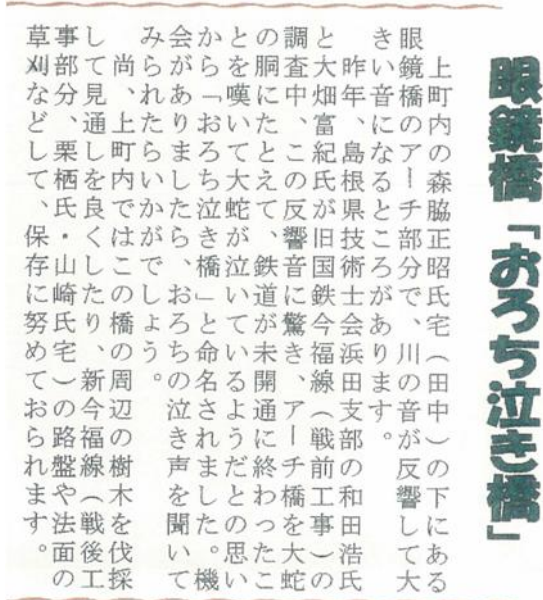 眼鏡橋「おろち泣き橋」
上町内の森脇正昭氏宅(田中)の下にある
眼鏡橋のアーチ部分で、川の音が反響して大
きい音になるところがあります。
昨年、島根県技術士会浜田支部の和田浩氏
と大畑富紀氏が旧国鉄今福線(戦前工事)の
調査中、この反響音に驚き、アーチ橋を大蛇
の胴にたとえて、鉄道が未開通に終わったこ
とを嘆いて大蛇が泣いているようだとの思い
から「おろち泣き橋」と命名されました。機
会がありましたら、おろちの泣き声を聞いて
みられたらいかがでしょう。
尚、上町内ではこの橋の周辺の樹木を伐採
して見通しを良くしたり、新今福線(戦後工
事部分、栗栖氏・山崎氏宅)の路盤や法面の
草刈などして、保存に努めておられます。